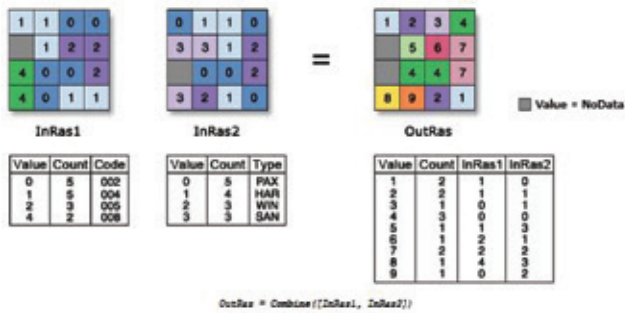 1 1 0 0
1 2 2
4 0 0 2
4 0 1 1
InRas1
0 1 1 0
3 3 1 2
0 0 2
3 2 1 0
InRas2
=
1 2 3 4
5 6 7
4 4 7
8 9 2 1
OutRas
Value = NoData
Value Count Code
0 5 002
1 5 004
2 3 005
4 2 008
Value Count Type
0 5 PAX
1 4 HAR
2 3 WIN
3 3 SAN
Value Count InRas1 InRas2
1 2 1 0
2 2 1 1
3 1 0 1
4 3 0 0
5 1 1 3
6 1 2 1
7 2 2 2
8 1 4 3
9 1 0 2
OutRas = Combine([InRas1, InRas2])